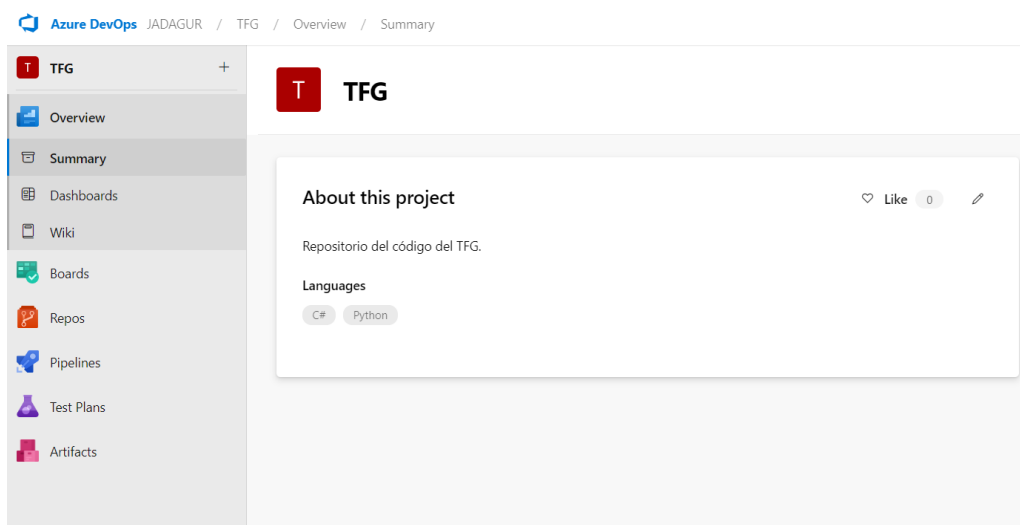 Azure DevOps JADAGUR / TFG / Overview / Summary
T TFG +
Overview
Summary
Dashboards
Wiki
Boards
Repos
Pipelines
Test Plans
Artifacts
T TFG
About this project
Like 0
Repositorio del código del TFG.
Languages
C# Python